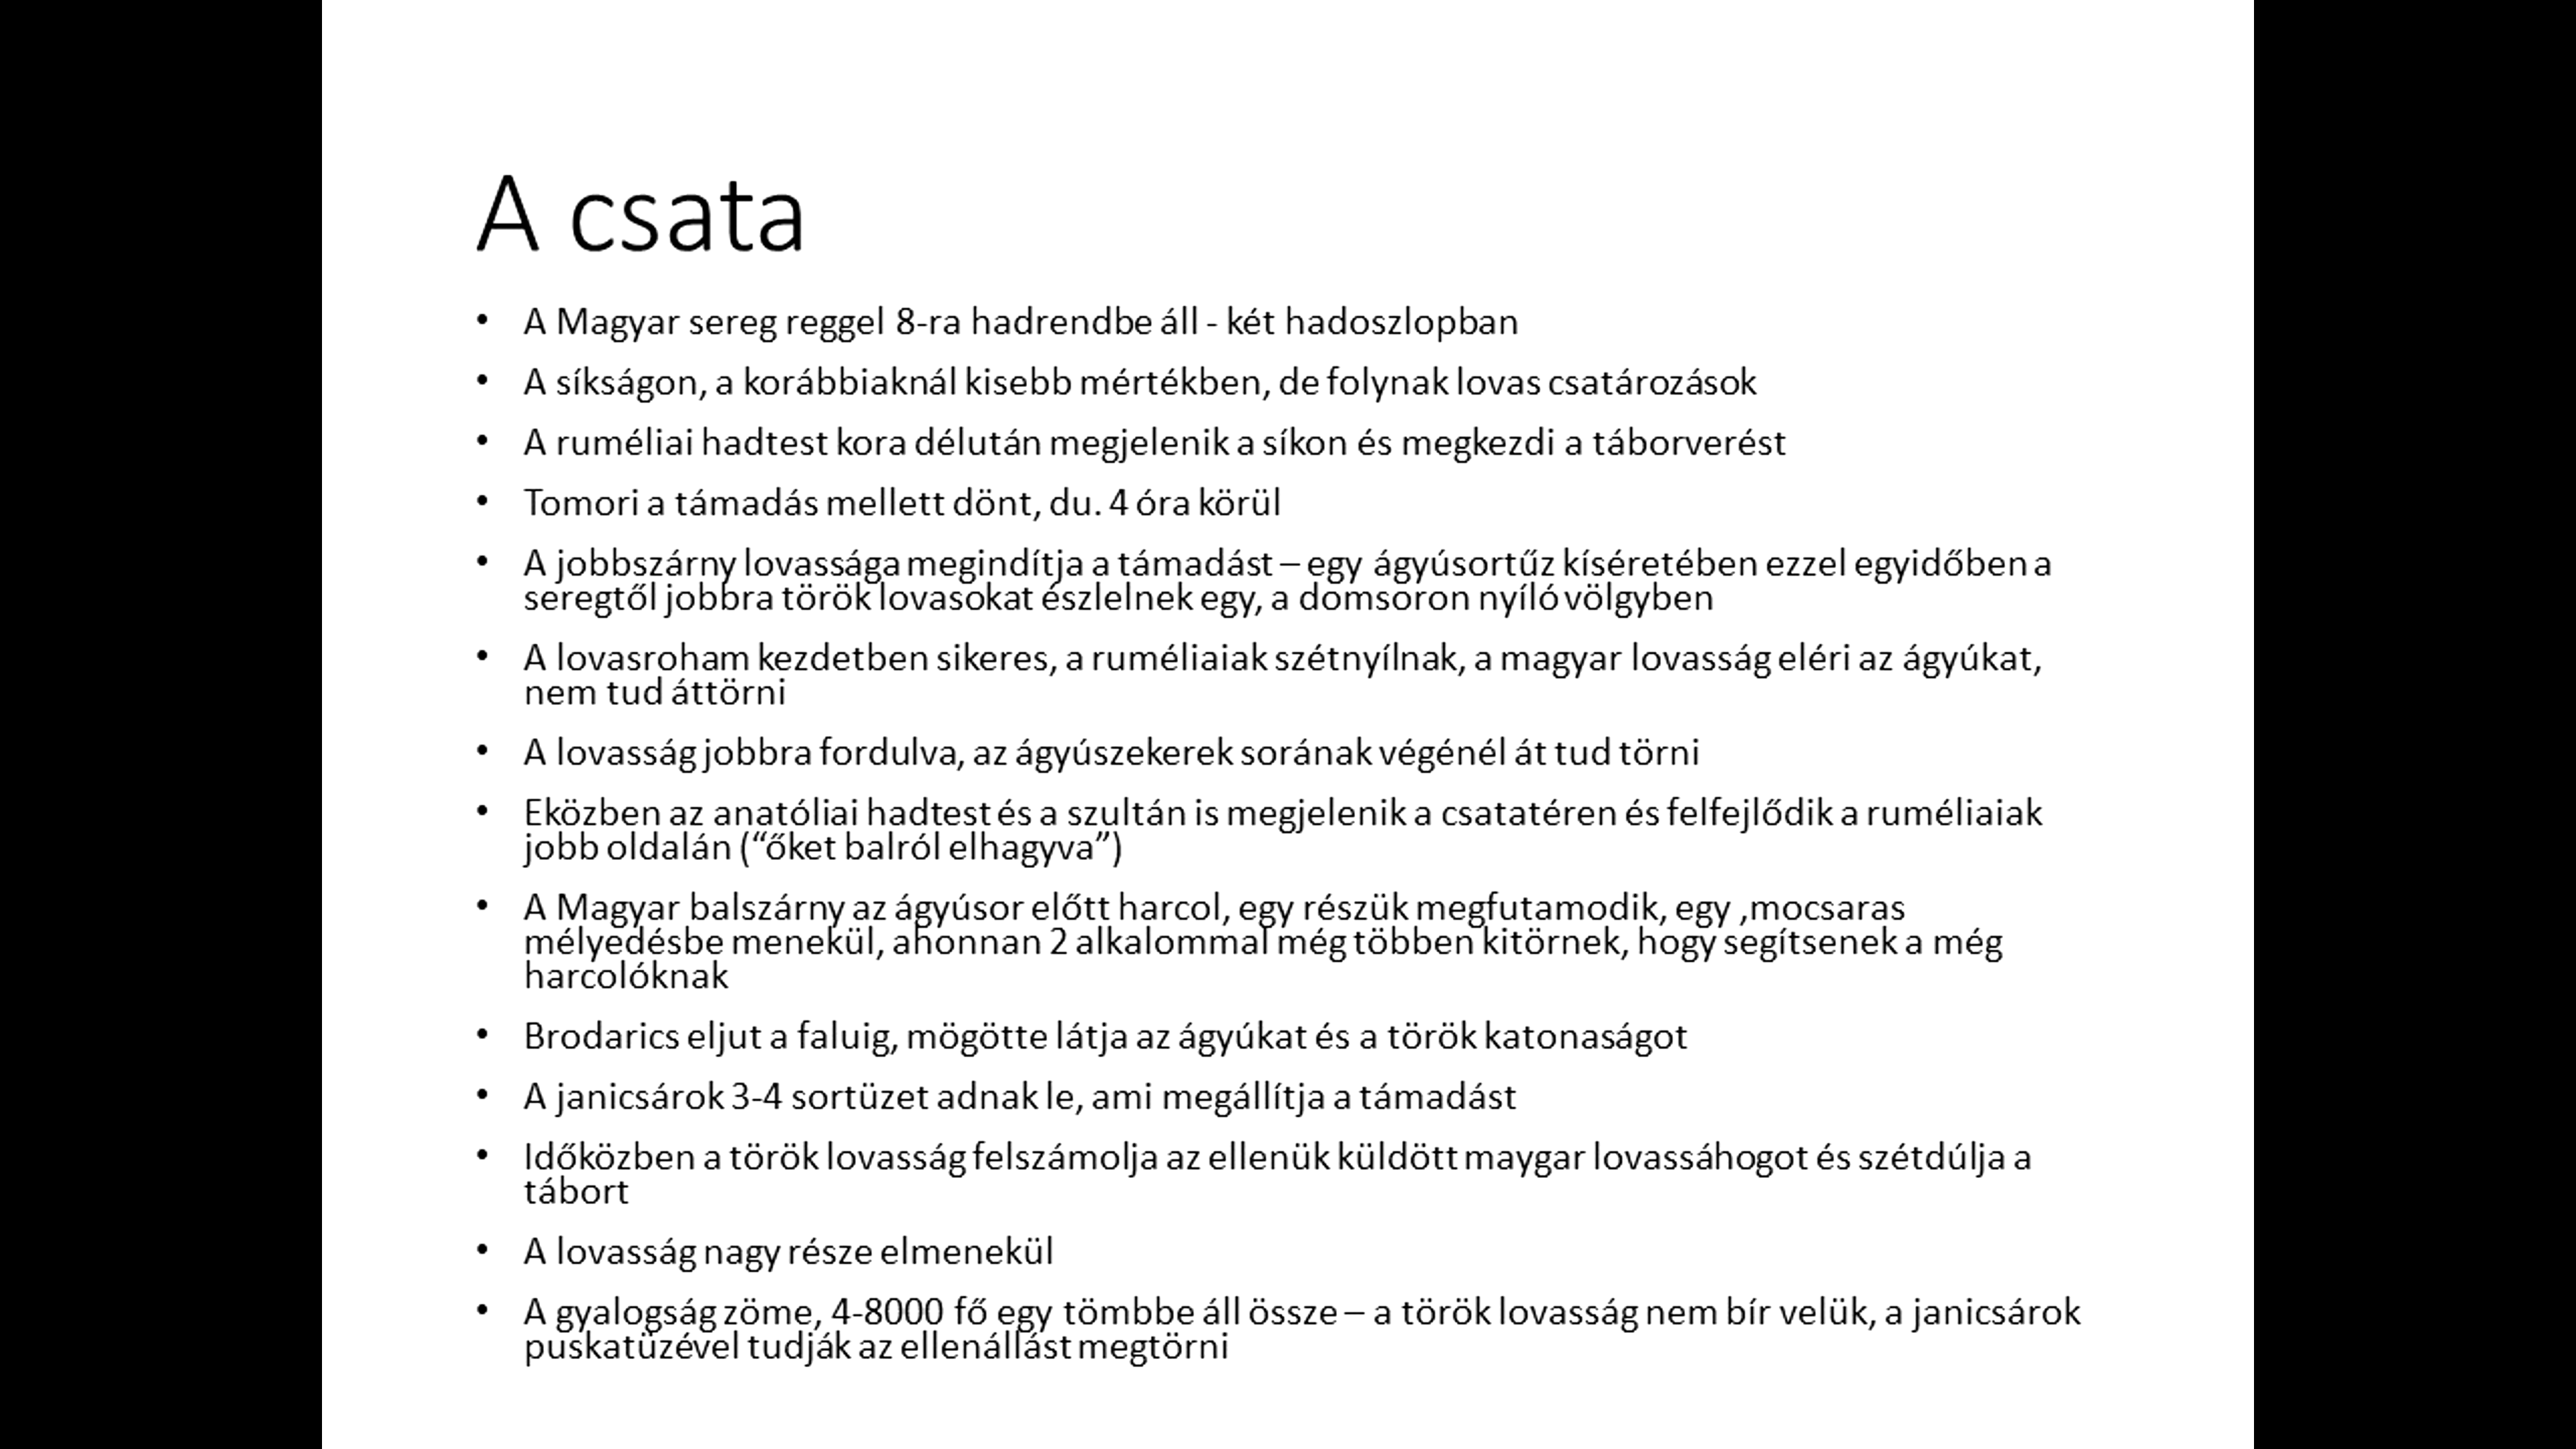 A csata
• A Magyar sereg reggel 8-ra hadrendbe áll - két hadoszlopban
• A síkságon, a korábbiaknál kisebb mértékben, de folynak lovas csatározások
• A ruméliai hadtest kora délután megjelenik a síkon és megkezdi a táborverést
• Tomori a támadás mellett dönt, du. 4 óra körül
• A jobbszárny lovassága megindítja a támadást – egy ágyúsortűz kíséretében ezzel egyidőben a
seregtől jobbra török lovasokat észlelnek egy, a domsoron nyíló völgyben
• A lovasroham kezdetben sikeres, a ruméliaiak szétnyílnak, a magyar lovasság eléri az ágyúkat,
nem tud áttörni
• A lovasság jobbra fordulva, az ágyúszekerek sorának végénél át tud törni
• Eközben az anatóliai hadtest és a szultán is megjelenik a csatatéren és felfejlődik a ruméliaiak
jobb oldalán (“őket balról elhagyva”)
• A Magyar balszárny az ágyúsor előtt harcol, egy részük megfutamodik, egy ,mocsaras
mélyedésbe menekül, ahonnan 2 alkalommal még többen kitörnek, hogy segítsenek a még
harcolóknak
• Brodarics eljut a faluig, mögötte látja az ágyúkat és a török katonaságot
• A janicsárok 3-4 sortüzet adnak le, ami megállítja a támadást
• Időközben a török lovasság felszámolja az ellenük küldött maygar lovassáhogot és szétdúlja a
tábort
• A lovasság nagy része elmenekül
• A gyalogság zöme, 4-8000 fő egy tömbbe áll össze – a török lovasság nem bír velük, a janicsárok
puskatüzével tudják az ellenállást megtörni